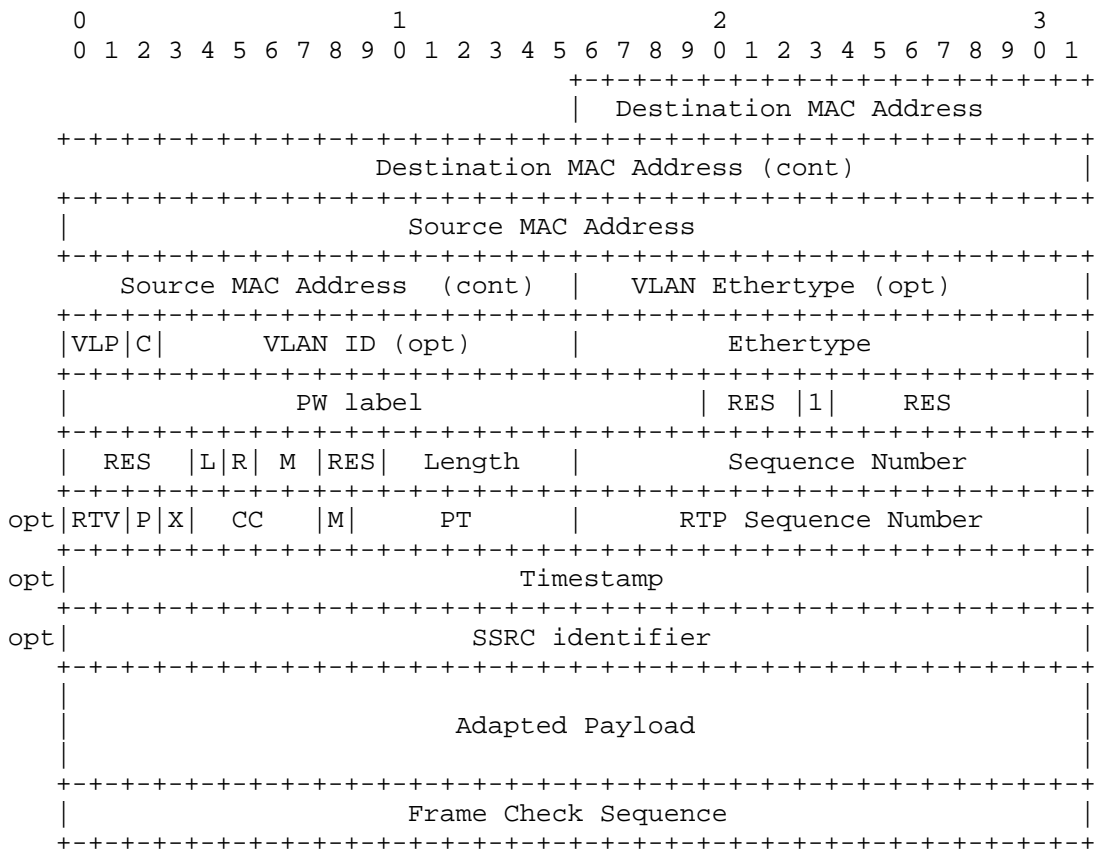 0                   1                   2                   3
    0 1 2 3 4 5 6 7 8 9 0 1 2 3 4 5 6 7 8 9 0 1 2 3 4 5 6 7 8 9 0 1
                                   +-+-+-+-+-+-+-+-+-+-+-+-+-+-+-+-+
                                   |  Destination MAC Address
   +-+-+-+-+-+-+-+-+-+-+-+-+-+-+-+-+-+-+-+-+-+-+-+-+-+-+-+-+-+-+-+-+
                       Destination MAC Address (cont)              |
   +-+-+-+-+-+-+-+-+-+-+-+-+-+-+-+-+-+-+-+-+-+-+-+-+-+-+-+-+-+-+-+-+
   |                     Source MAC Address
   +-+-+-+-+-+-+-+-+-+-+-+-+-+-+-+-+-+-+-+-+-+-+-+-+-+-+-+-+-+-+-+-+
       Source MAC Address  (cont)  |   VLAN Ethertype (opt)        |
   +-+-+-+-+-+-+-+-+-+-+-+-+-+-+-+-+-+-+-+-+-+-+-+-+-+-+-+-+-+-+-+-+
   |VLP|C|      VLAN ID (opt)      |         Ethertype             |
   +-+-+-+-+-+-+-+-+-+-+-+-+-+-+-+-+-+-+-+-+-+-+-+-+-+-+-+-+-+-+-+-+
   |              PW label                 | RES |1|    RES        |
   +-+-+-+-+-+-+-+-+-+-+-+-+-+-+-+-+-+-+-+-+-+-+-+-+-+-+-+-+-+-+-+-+
   |  RES  |L|R| M |RES|  Length   |         Sequence Number       |
   +-+-+-+-+-+-+-+-+-+-+-+-+-+-+-+-+-+-+-+-+-+-+-+-+-+-+-+-+-+-+-+-+
opt|RTV|P|X|  CC   |M|     PT      |      RTP Sequence Number      |
   +-+-+-+-+-+-+-+-+-+-+-+-+-+-+-+-+-+-+-+-+-+-+-+-+-+-+-+-+-+-+-+-+
opt|                            Timestamp                          |
   +-+-+-+-+-+-+-+-+-+-+-+-+-+-+-+-+-+-+-+-+-+-+-+-+-+-+-+-+-+-+-+-+
opt|                         SSRC identifier                       |
   +-+-+-+-+-+-+-+-+-+-+-+-+-+-+-+-+-+-+-+-+-+-+-+-+-+-+-+-+-+-+-+-+
   |                                                               |
   |                        Adapted Payload                        |
   |                                                               |
   +-+-+-+-+-+-+-+-+-+-+-+-+-+-+-+-+-+-+-+-+-+-+-+-+-+-+-+-+-+-+-+-+
   |                     Frame Check Sequence                      |
   +-+-+-+-+-+-+-+-+-+-+-+-+-+-+-+-+-+-+-+-+-+-+-+-+-+-+-+-+-+-+-+-+